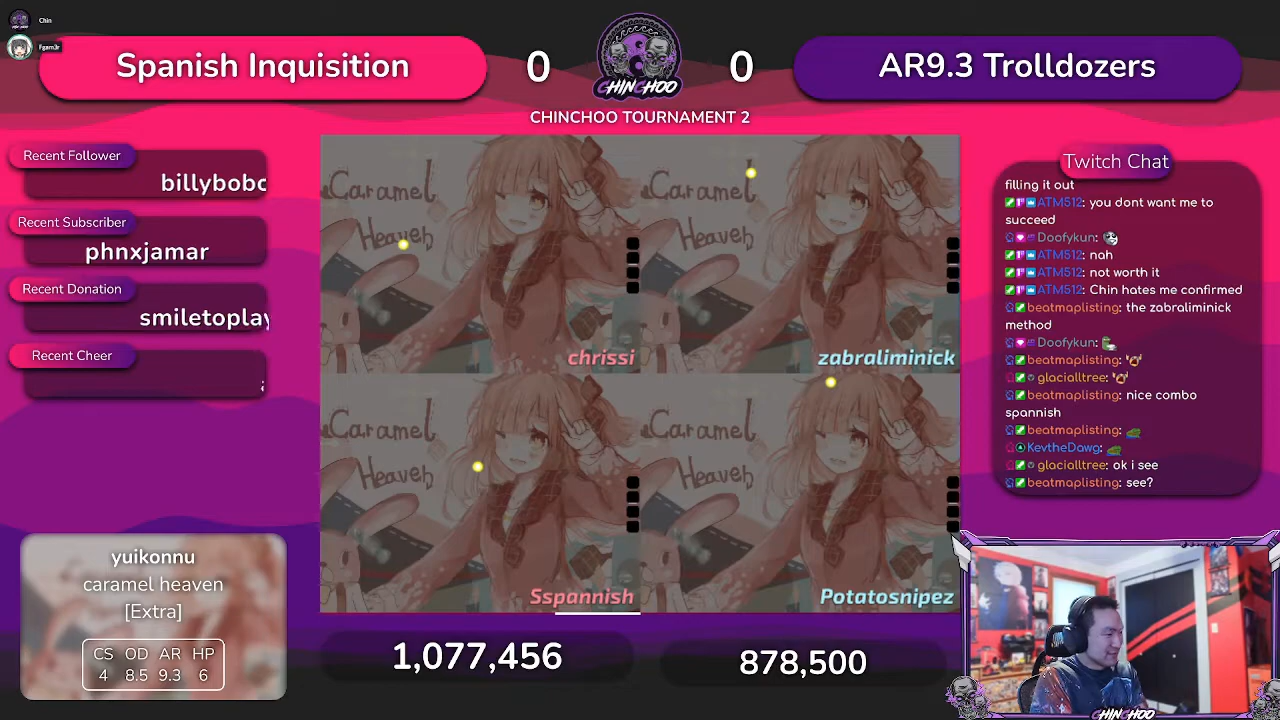 Chin
Fgam3r
Spanish Inquisition
0
CHINCHOO
0
AR9.3 Trolldozers
CHINCHOO TOURNAMENT 2
Recent Follower
billybobc
Recent Subscriber
phnxjamar
Recent Donation
smiletoplay
Recent Cheer
Caramel
Heaven
chrissi
Caramel
Heaven
zabraliminick
Caramel
Heaven
Sspannish
Caramel
Heaven
Potatosnipez
Twitch Chat
filling it out
ATM512: you dont want me to
succeed
Doofykun:
ATM512: nah
ATM512: not worth it
ATM512: Chin hates me confirmed
beatmaplisting: the zabraliminick
method
Doofykun:
beatmaplisting:
glacialltree:
beatmaplisting: nice combo
spannish
beatmaplisting:
KevtheDawg:
glacialltree: ok i see
beatmaplisting: see?
yuikonnu
caramel heaven
[Extra]
CS OD AR HP
4 8.5 9.3 6
1,077,456
878,500
CHINCHOO